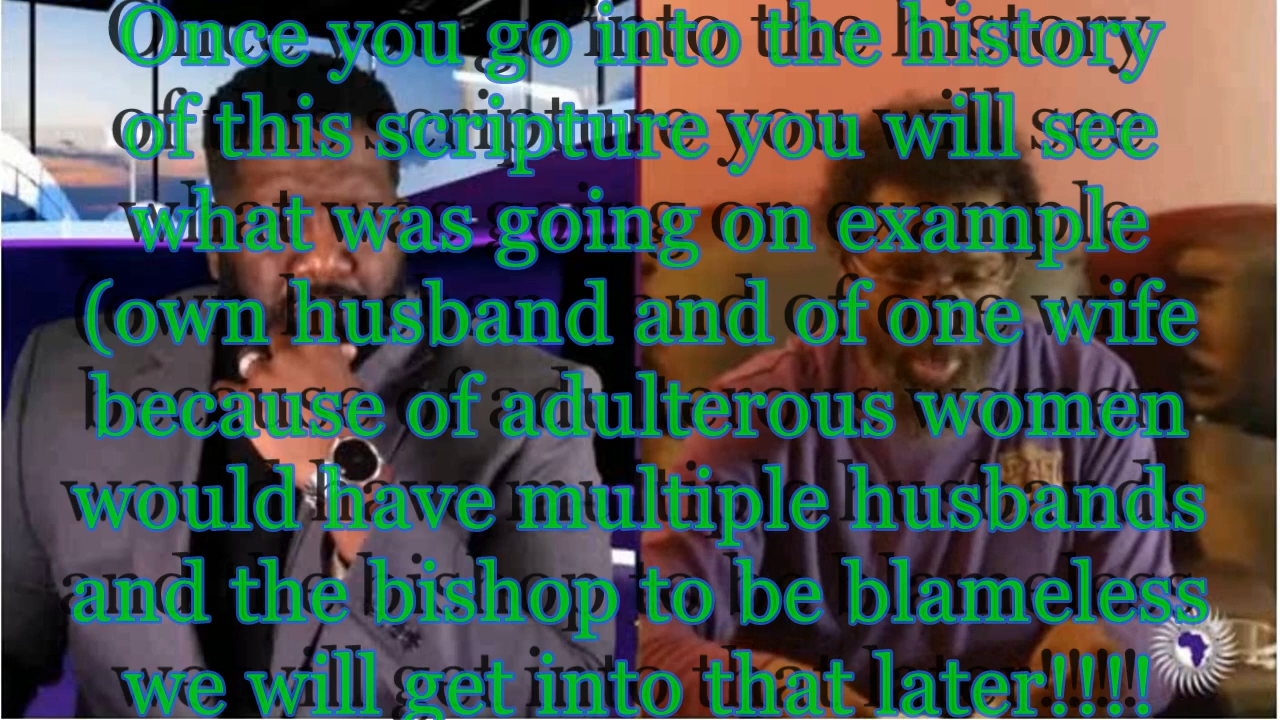 Once you go into the history
of this scripture you will see
what was going on example
(own husband and of one wife
because of adulterous women
would have multiple husbands
and the bishop to be blameless
we will get into that later!!!!